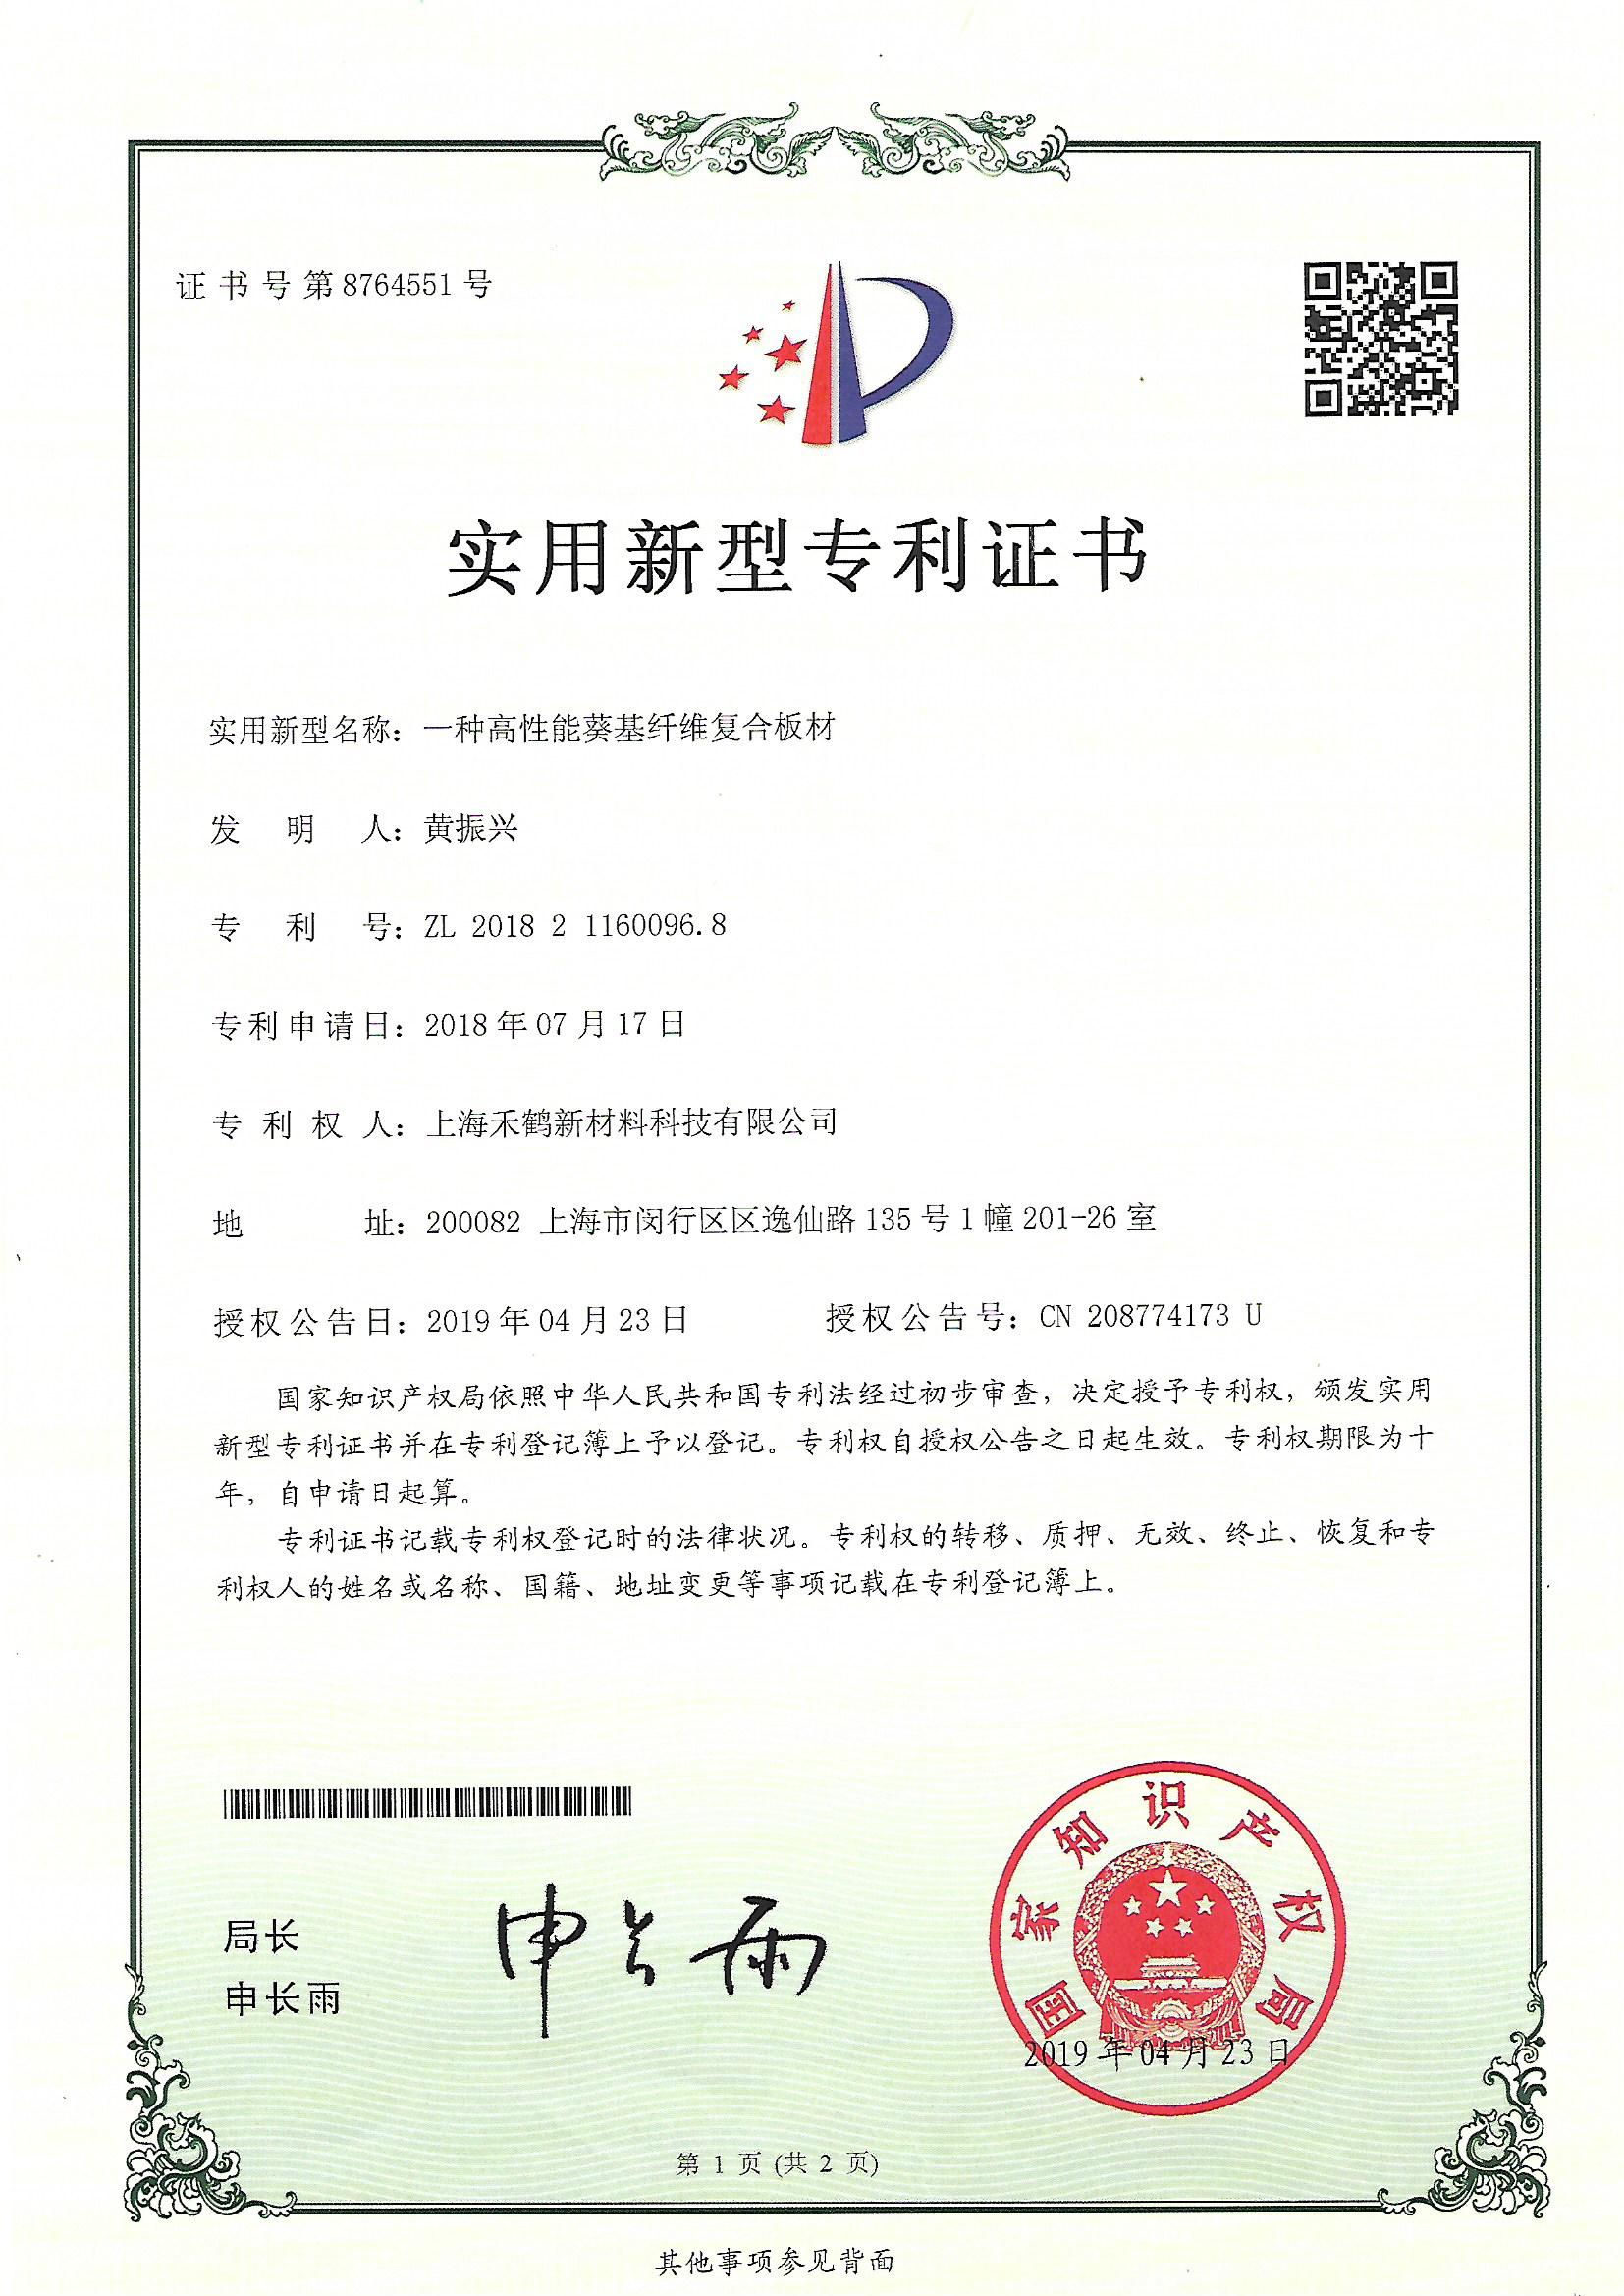 证书号第8764551号
实用新型专利证书
实用新型名称：一种高性能葵基纤维复合板材
发明人：黄振兴
专利号：ZL 2018 2 1160096.8
专利申请日：2018年07月17日
专利权人：上海禾鹤新材料科技有限公司
地址：200082 上海市闵行区区逸仙路135号1幢201-26室
授权公告日：2019年04月23日 授权公告号：CN 208774173 U
国家知识产权局依照中华人民共和国专利法经过初步审查，决定授予专利权，颁发实用
新型专利证书并在专利登记簿上予以登记。专利权自授权公告之日起生效。专利权期限为十
年，自申请日起算。
专利证书记载专利权登记时的法律状况。专利权的转移、质押、无效、终止、恢复和专
利权人的姓名或名称、国籍、地址变更等事项记载在专利登记簿上。
局长
申长雨
申长雨
国家知识产权局
2019年04月23日
第 1 页 (共 2 页)
其他事项参见背面